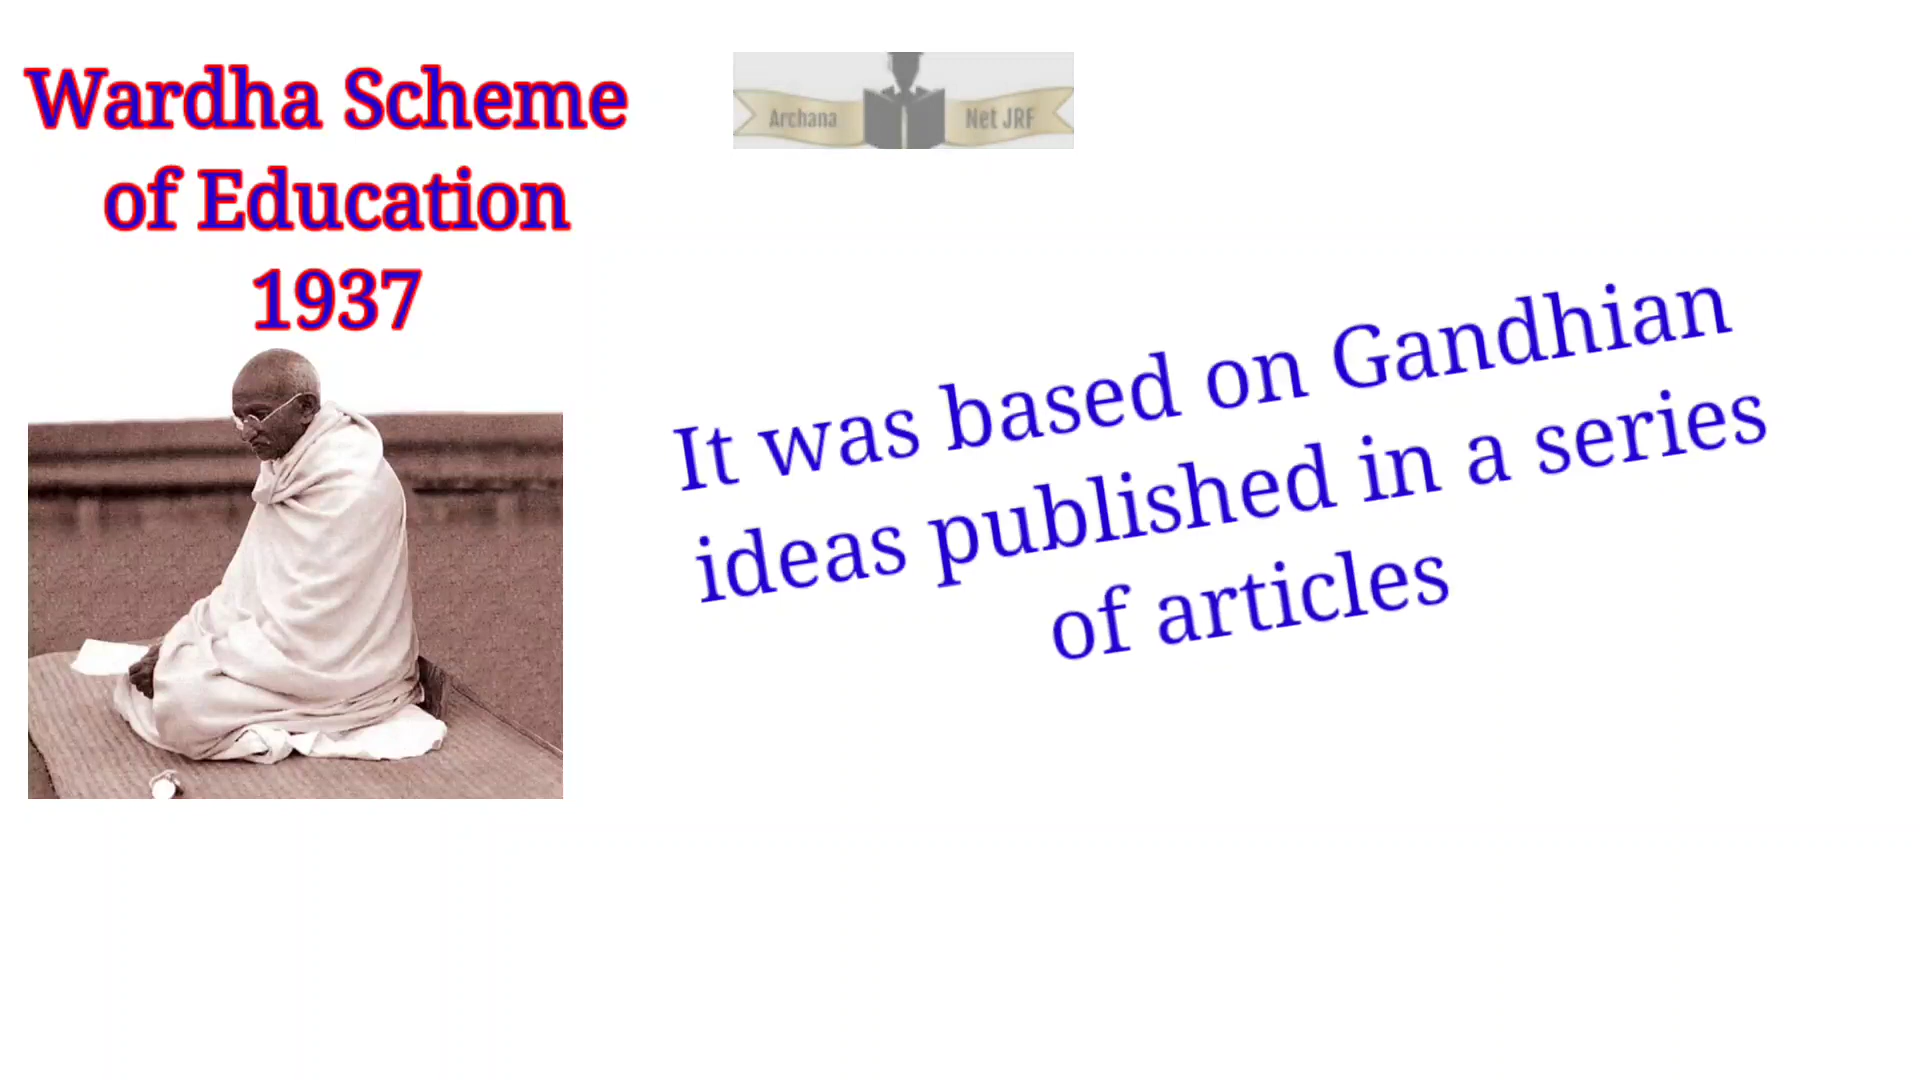 Wardha Scheme
of Education
1937
Archana Net JRF
It was based on Gandhian
ideas published in a series
of articles